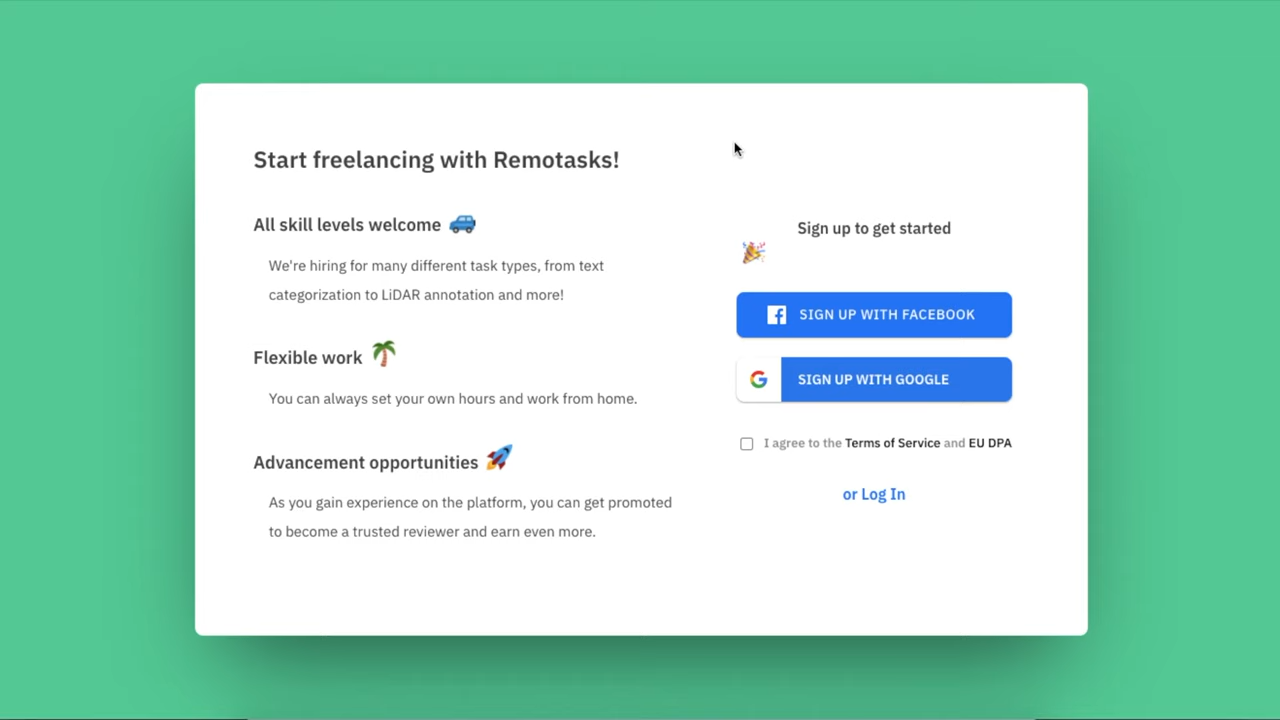 Start freelancing with Remotasks!
All skill levels welcome
We're hiring for many different task types, from text
categorization to LiDAR annotation and more!
Flexible work
You can always set your own hours and work from home.
Advancement opportunities
As you gain experience on the platform, you can get promoted
to become a trusted reviewer and earn even more.
Sign up to get started
SIGN UP WITH FACEBOOK
SIGN UP WITH GOOGLE
I agree to the Terms of Service and EU DPA
or Log In